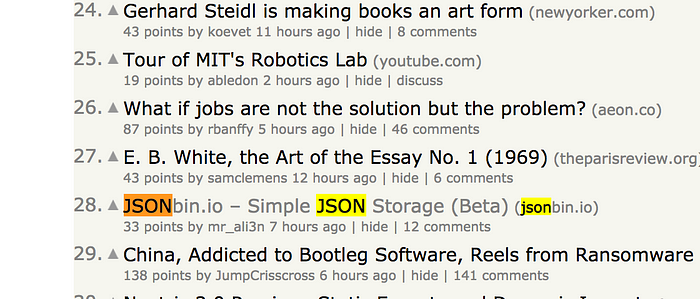 24. Gerhard Steidl is making books an art form (newyorker.com)
43 points by koevet 11 hours ago | hide | 8 comments
25. Tour of MIT's Robotics Lab (youtube.com)
19 points by abledon 2 hours ago | hide | discuss
26. What if jobs are not the solution but the problem? (aeon.co)
87 points by rbanffy 5 hours ago | hide | 46 comments
27. E. B. White, the Art of the Essay No. 1 (1969) (theparisreview.org)
43 points by samclemens 12 hours ago | hide | 6 comments
28. JSONbin.io – Simple JSON Storage (Beta) (jsonbin.io)
33 points by mr_ali3n 7 hours ago | hide | 12 comments
29. China, Addicted to Bootleg Software, Reels from Ransomware
138 points by JumpCrisscross 6 hours ago | hide | 141 comments